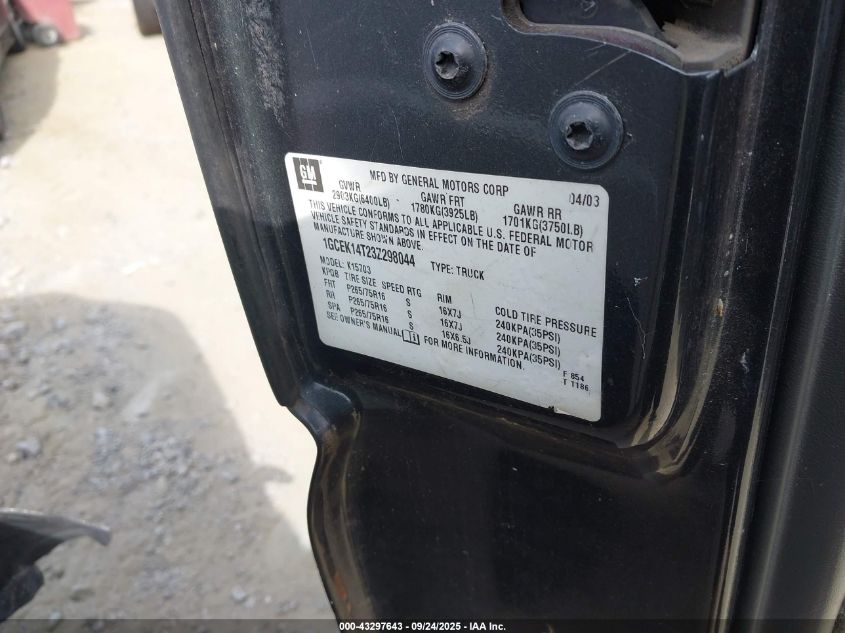 GM
MFD BY GENERAL MOTORS CORP 04/03
GVWR GAWR FRT GAWR RR
2903KG(6400LB) 1780KG(3925LB) 1701KG(3750LB)
THIS VEHICLE CONFORMS TO ALL APPLICABLE U.S. FEDERAL MOTOR
VEHICLE SAFETY STANDARDS IN EFFECT ON THE DATE OF
MANUFACTURE SHOWN ABOVE.
1GCEK14T23Z298044 TYPE: TRUCK
MODEL: K15703
KPQB TIRE SIZE SPEED RTG RIM COLD TIRE PRESSURE
FRT P265/75R16 S 16X7J 240KPA(35PSI)
RR P265/75R16 S 16X7J 240KPA(35PSI)
SPA P265/75R16 S 16X6.5J 240KPA(35PSI)
SEE OWNER'S MANUAL FOR MORE INFORMATION.
F 854
T 1186
000-43297643 - 09/24/2025 - IAA Inc.